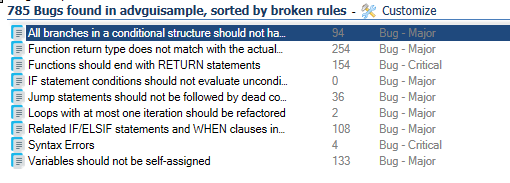 785 Bugs found in advguisample, sorted by broken rules - Customize
All branches in a conditional structure should not ha... 94 Bug - Major
Function return type does not match with the actual... 254 Bug - Major
Functions should end with RETURN statements 154 Bug - Critical
IF statement conditions should not evaluate uncondi... 0 Bug - Major
Jump statements should not be followed by dead co... 36 Bug - Major
Loops with at most one iteration should be refactored 2 Bug - Major
Related IF/ELSIF statements and WHEN clauses in... 108 Bug - Major
Syntax Errors 4 Bug - Critical
Variables should not be self-assigned 133 Bug - Major